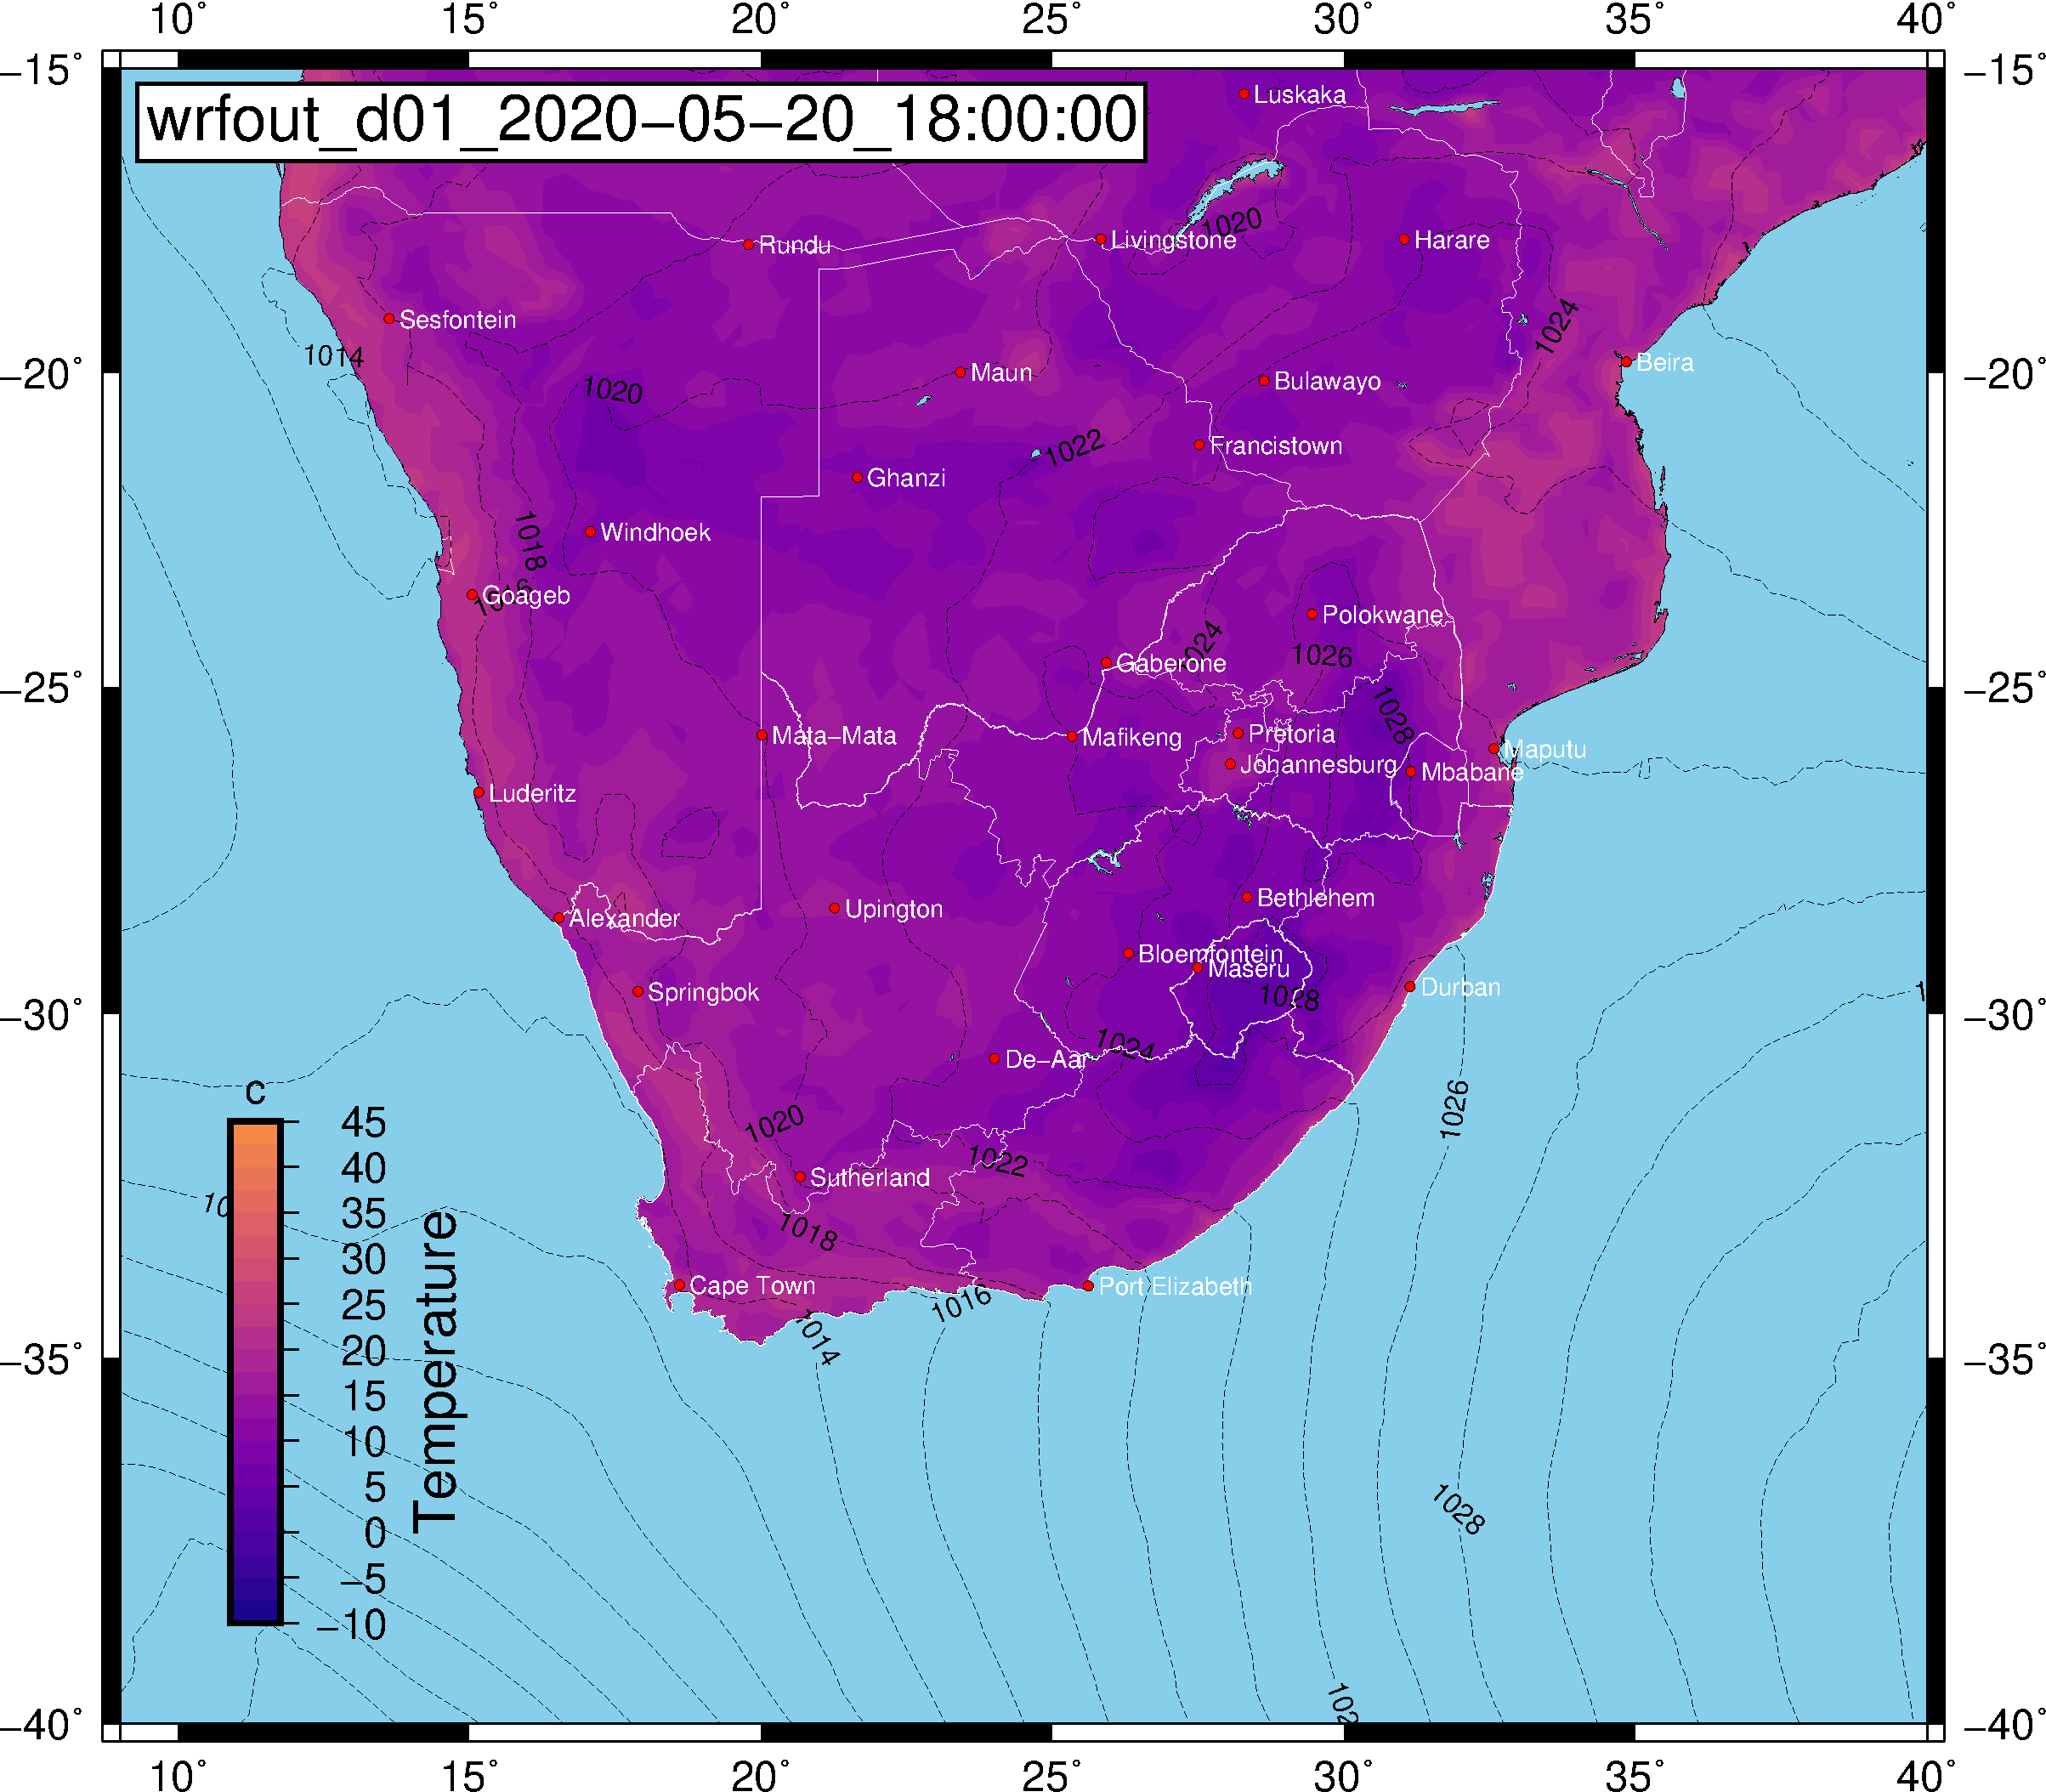 10° 15° 20° 25° 30° 35° 40°
−15° −15°
wrfout_d01_2020−05−20_18:00:00
Luskaka
1020
Rundu Livingstone Harare
Sesfontein 1024
1014
−20° Maun Beira −20°
1020 Bulawayo
1022 Francistown
Ghanzi
1018 Windhoek
1016
Goageb
Polokwane
1024 1026
Gaberone
−25° −25°
1028
Mata−Mata Mafikeng Pretoria Maputu
Johannesburg Mbabane
Luderitz
Bethlehem
Alexander Upington
Bloemfontein
Maseru
Springbok 1028 Durban
−30° −30°
1024
De−Aar
c
1026
1020
45
40
35
30
25
20
15
10
5
0
−5
−10
Temperature
1022
Sutherland
1018
Cape Town Port Elizabeth
1016
1014
−35° −35°
1028
−40° −40°
10° 15° 20° 25° 30° 35° 40°